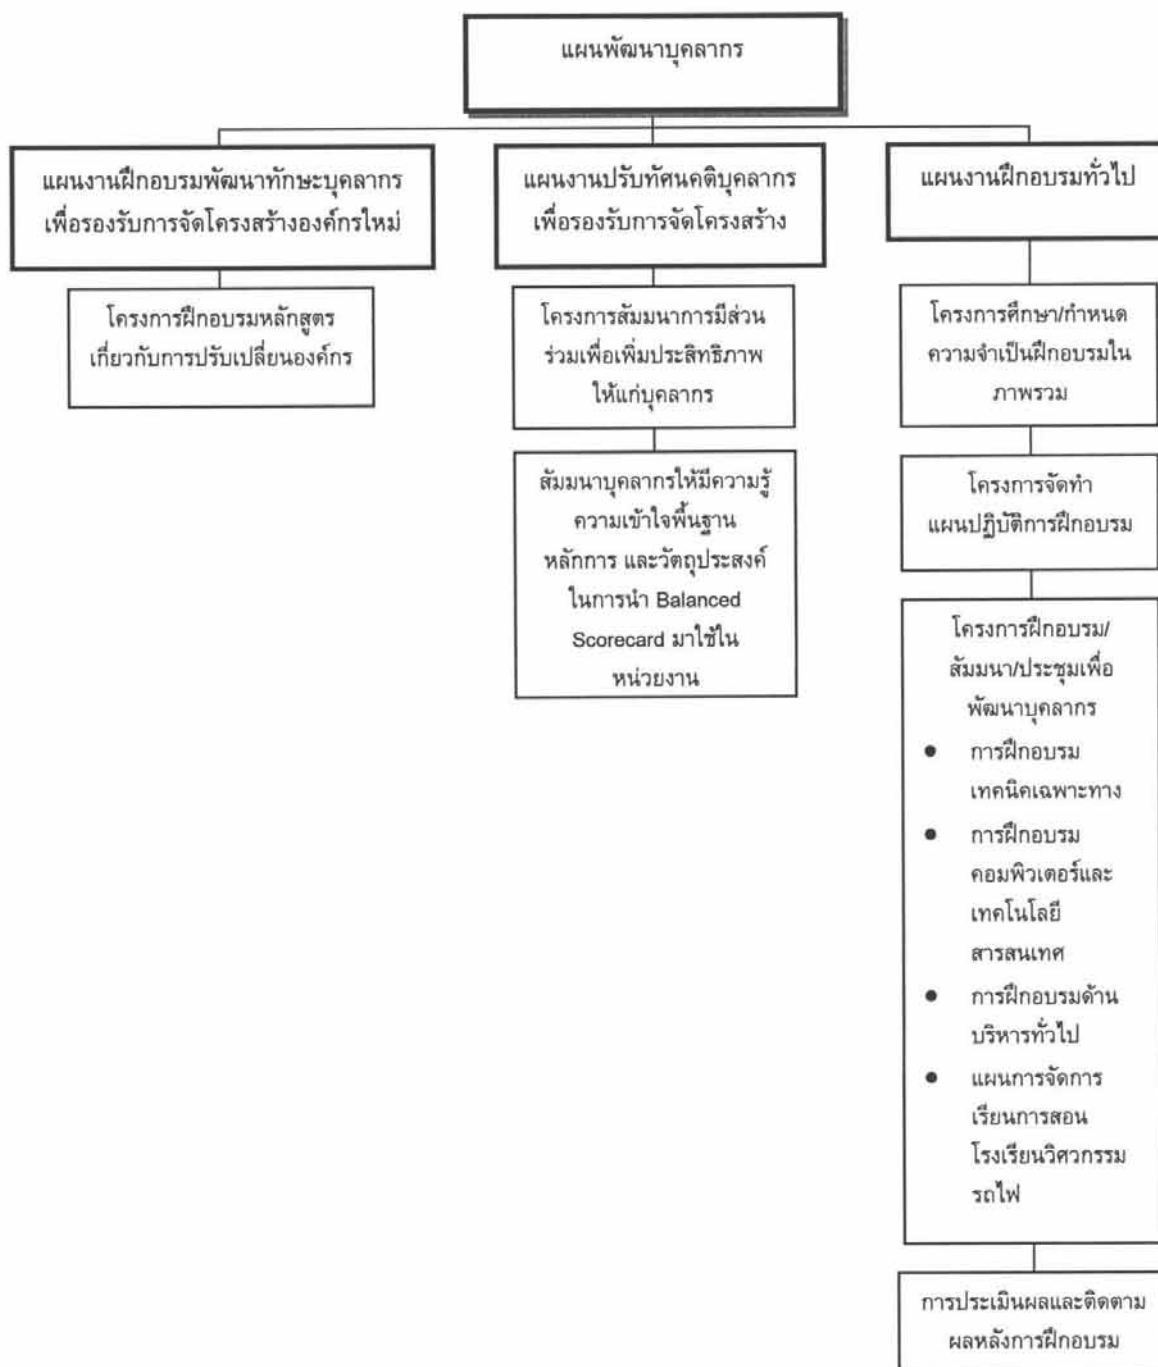 แผนพัฒนาบุคลากร
แผนงานฝึกอบรมพัฒนาทักษะบุคลากร
เพื่อรองรับการจัดโครงสร้างองค์กรใหม่
โครงการฝึกอบรมหลักสูตร
เกี่ยวกับการปรับเปลี่ยนองค์กร
แผนงานปรับทัศนคติบุคลากร
เพื่อรองรับการจัดโครงสร้าง
โครงการสัมมนาการมีส่วน
ร่วมเพื่อเพิ่มประสิทธิภาพ
ให้แก่บุคลากร
สัมมนาบุคลากรให้มีความรู้
ความเข้าใจพื้นฐาน
หลักการ และวัตถุประสงค์
ในการนำ Balanced
Scorecard มาใช้ใน
หน่วยงาน
แผนงานฝึกอบรมทั่วไป
โครงการศึกษา/กำหนด
ความจำเป็นฝึกอบรมใน
ภาพรวม
โครงการจัดทำ
แผนปฏิบัติการฝึกอบรม
โครงการฝึกอบรม/
สัมมนา/ประชุมเพื่อ
พัฒนาบุคลากร
● การฝึกอบรม
เทคนิคเฉพาะทาง
● การฝึกอบรม
คอมพิวเตอร์และ
เทคโนโลยี
สารสนเทศ
● การฝึกอบรมด้าน
บริหารทั่วไป
● แผนการจัดการ
เรียนการสอน
โรงเรียนวิศวกรรม
รถไฟ
การประเมินผลและติดตาม
ผลหลังการฝึกอบรม